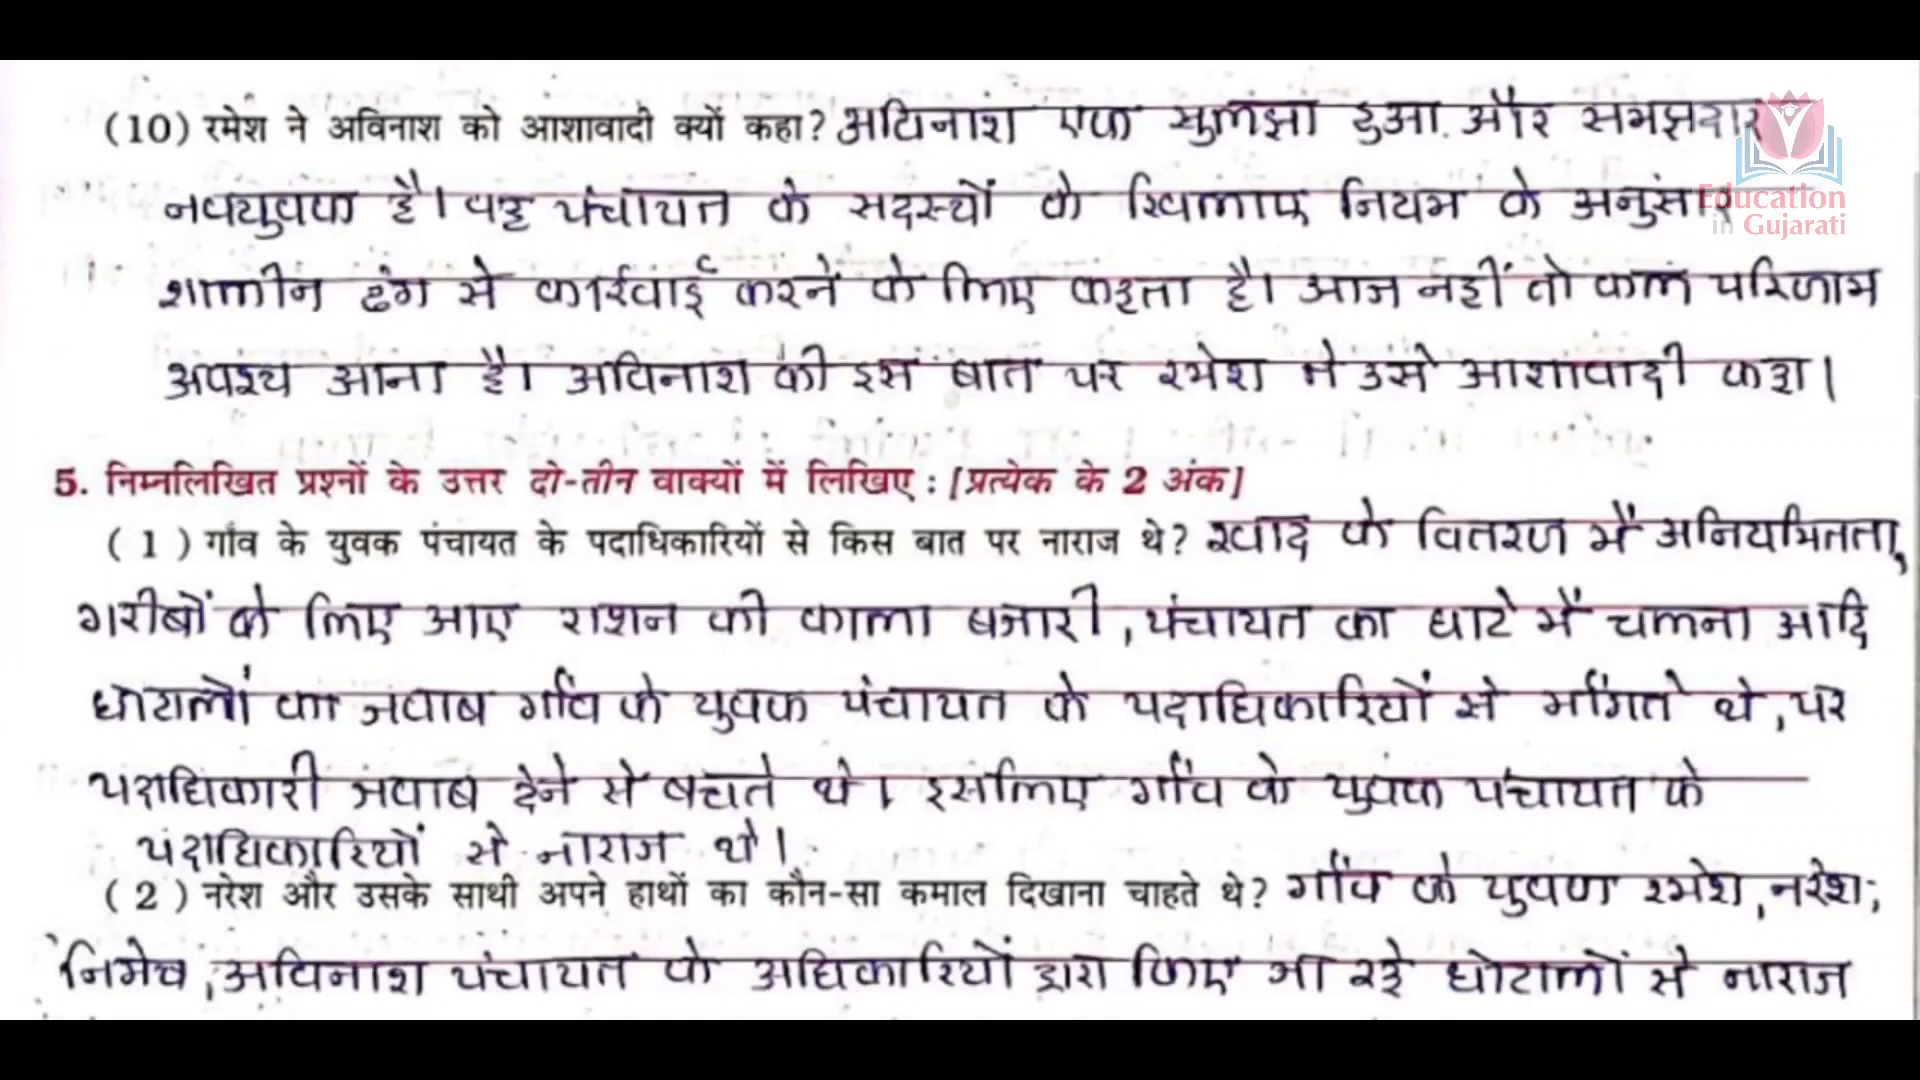 (10) रमेश ने अविनाश को आशावादी क्यों कहा? अविनाश एक सुलझा हुआ और समझदार
नवयुवक है। वह पंचायत के सदस्यों के खिलाफ नियम के अनुसार
शालीन ढंग से कार्रवाई करने के लिए कहता है। आज नहीं तो कल परिणाम
अवश्य आना है। अविनाश की इस बात पर रमेश ने उसे आशावादी कहा।
Education
in Gujarati
5. निम्नलिखित प्रश्नों के उत्तर दो-तीन वाक्यों में लिखिए : [प्रत्येक के 2 अंक]
(1) गाँव के युवक पंचायत के पदाधिकारियों से किस बात पर नाराज थे? खाद के वितरण में अनियमितता,
गरीबों के लिए आए राशन की काला बजारी, पंचायत का घाटे में चलना आदि
घोटालों का जवाब गाँव के युवक पंचायत के पदाधिकारियों से माँगते थे, पर
पदाधिकारी जवाब देने से बचते थे। इसलिए गाँव के युवक पंचायत के
पदाधिकारियों से नाराज थे।
(2) नरेश और उसके साथी अपने हाथों का कौन-सा कमाल दिखाना चाहते थे? गाँव के युवक रमेश, नरेश,
निमेष, अविनाश पंचायत के अधिकारियों द्वारा किए जा रहे घोटालों से नाराज